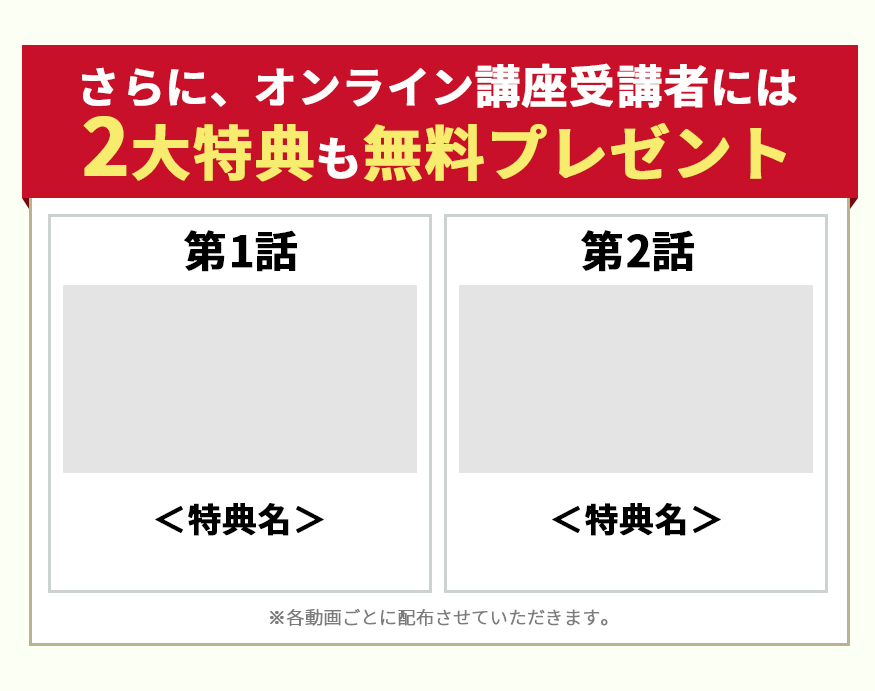 さらに、オンライン講座受講者には
2大特典も無料プレゼント
第1話
第2話
＜特典名＞
＜特典名＞
※各動画ごとに配布させていただきます。